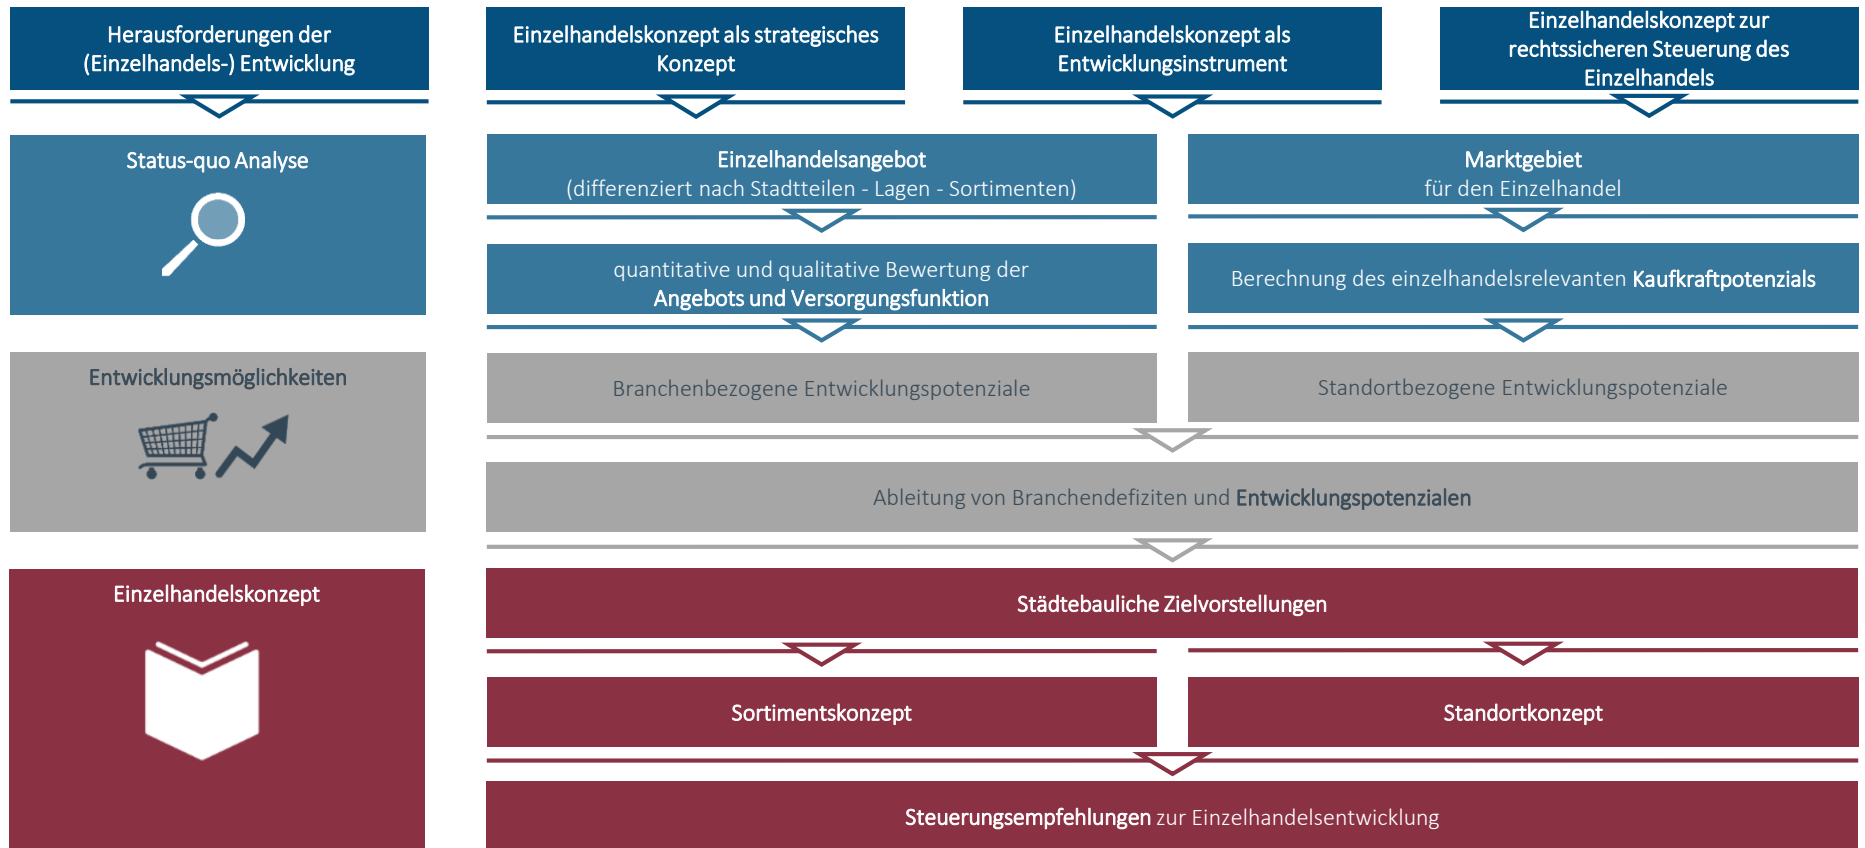 Herausforderungen der
(Einzelhandels-) Entwicklung
Einzelhandelskonzept als strategisches
Konzept
Einzelhandelskonzept als
Entwicklungsinstrument
Einzelhandelskonzept zur
rechtssicheren Steuerung des
Einzelhandels
Status-quo Analyse
Einzelhandelsangebot
(differenziert nach Stadtteilen - Lagen - Sortimenten)
Marktgebiet
für den Einzelhandel
quantitative und qualitative Bewertung der
Angebots und Versorgungsfunktion
Berechnung des einzelhandelsrelevanten Kaufkraftpotenzials
Entwicklungsmöglichkeiten
Branchenbezogene Entwicklungspotenziale
Standortbezogene Entwicklungspotenziale
Ableitung von Branchendefiziten und Entwicklungspotenzialen
Einzelhandelskonzept
Städtebauliche Zielvorstellungen
Sortimentskonzept
Standortkonzept
Steuerungsempfehlungen zur Einzelhandelsentwicklung